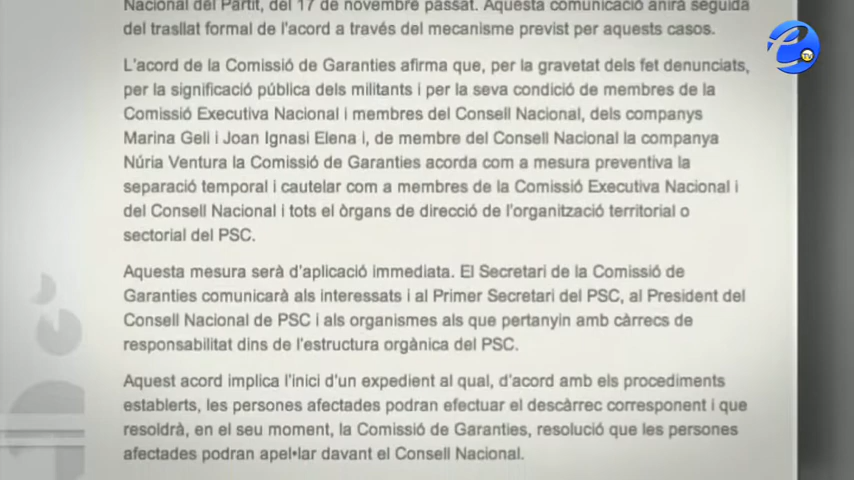 Nacional del Partit, del 17 de novembre passat. Aquesta comunicació anirà seguida
del trasllat formal de l'acord a través del mecanisme previst per aquests casos.
L'acord de la Comissió de Garanties afirma que, per la gravetat dels fet denunciats,
per la significació pública dels militants i per la seva condició de membres de la
Comissió Executiva Nacional i membres del Consell Nacional, dels companys
Marina Geli i Joan Ignasi Elena i, de membre del Consell Nacional la companya
Núria Ventura la Comissió de Garanties acorda com a mesura preventiva la
separació temporal i cautelar com a membres de la Comissió Executiva Nacional i
del Consell Nacional i tots el òrgans de direcció de l'organització territorial o
sectorial del PSC.
Aquesta mesura serà d'aplicació immediata. El Secretari de la Comissió de
Garanties comunicarà als interessats i al Primer Secretari del PSC, al President del
Consell Nacional de PSC i als organismes als que pertanyin amb càrrecs de
responsabilitat dins de l'estructura orgànica del PSC.
Aquest acord implica l'inici d'un expedient al qual, d'acord amb els procediments
establerts, les persones afectades podran efectuar el descàrrec corresponent i que
resoldrà, en el seu moment, la Comissió de Garanties, resolució que les persones
afectades podran apel•lar davant el Consell Nacional.
e
TV